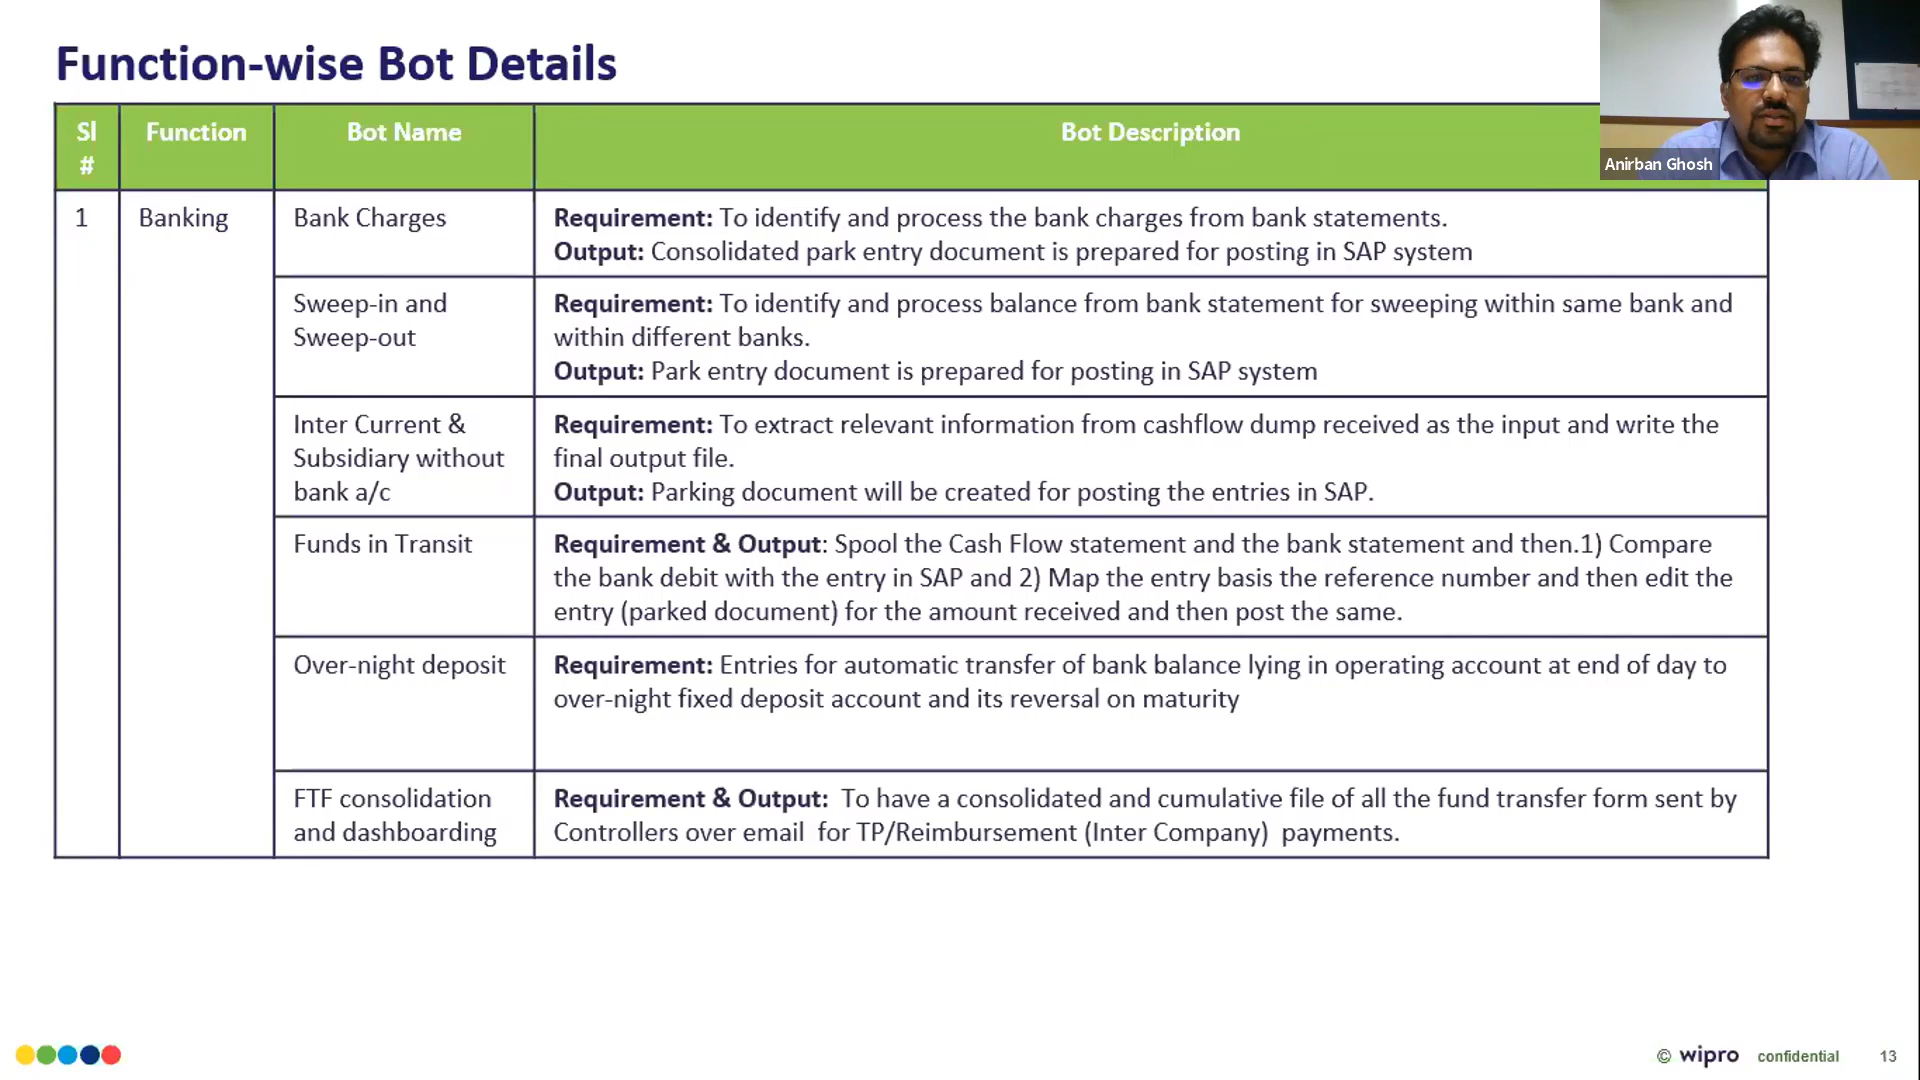 Function-wise Bot Details
Anirban Ghosh
Sl
#
Function
Bot Name
Bot Description
1
Banking
Bank Charges
Requirement: To identify and process the bank charges from bank statements.
Output: Consolidated park entry document is prepared for posting in SAP system
Sweep-in and
Sweep-out
Requirement: To identify and process balance from bank statement for sweeping within same bank and
within different banks.
Output: Park entry document is prepared for posting in SAP system
Inter Current &
Subsidiary without
bank a/c
Requirement: To extract relevant information from cashflow dump received as the input and write the
final output file.
Output: Parking document will be created for posting the entries in SAP.
Funds in Transit
Requirement & Output: Spool the Cash Flow statement and the bank statement and then.1) Compare
the bank debit with the entry in SAP and 2) Map the entry basis the reference number and then edit the
entry (parked document) for the amount received and then post the same.
Over-night deposit
Requirement: Entries for automatic transfer of bank balance lying in operating account at end of day to
over-night fixed deposit account and its reversal on maturity
FTF consolidation
and dashboarding
Requirement & Output:  To have a consolidated and cumulative file of all the fund transfer form sent by
Controllers over email  for TP/Reimbursement (Inter Company)  payments.
© wipro confidential 13